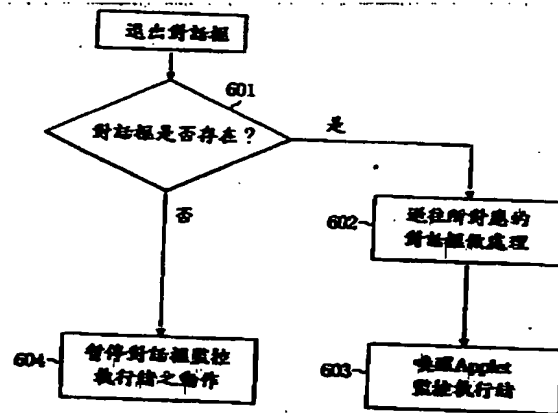 退出對話框
601
對話框是否存在？
是
否
602
送往所對應的
對話框做處理
604
暫停對話框監控
執行緒之動作
603
喚醒Applet
監控執行緒